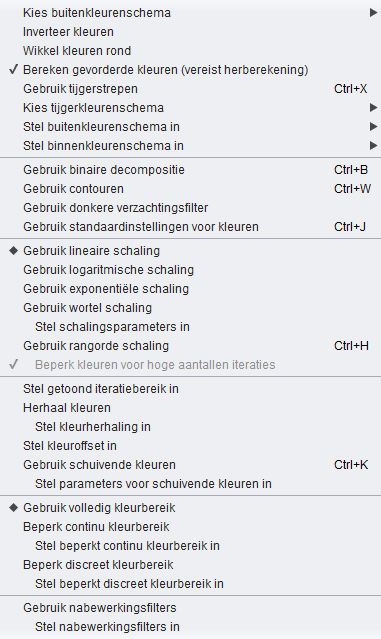 Kies buitenkleurenschema
Inverteer kleuren
Wikkel kleuren rond
✓ Bereken gevorderde kleuren (vereist herberekening)
Gebruik tijgerstrepen Ctrl+X
Kies tijgerkleurenschema
Stel buitenkleurenschema in
Stel binnenkleurenschema in
Gebruik binaire decompositie Ctrl+B
Gebruik contouren Ctrl+W
Gebruik donkere verzachtingsfilter
Gebruik standaardinstellingen voor kleuren Ctrl+J
◆ Gebruik lineaire schaling
Gebruik logaritmische schaling
Gebruik exponentiële schaling
Gebruik wortel schaling
Stel schalingsparameters in
Gebruik rangorde schaling Ctrl+H
✓ Beperk kleuren voor hoge aantallen iteraties
Stel getoond iteratiebereik in
Herhaal kleuren
Stel kleurherhaling in
Stel kleuroffset in
Gebruik schuivende kleuren Ctrl+K
Stel parameters voor schuivende kleuren in
◆ Gebruik volledig kleurbereik
Beperk continu kleurbereik
Stel beperkt continu kleurbereik in
Beperk discreet kleurbereik
Stel beperkt discreet kleurbereik in
Gebruik nabewerkingsfilters
Stel nabewerkingsfilters in